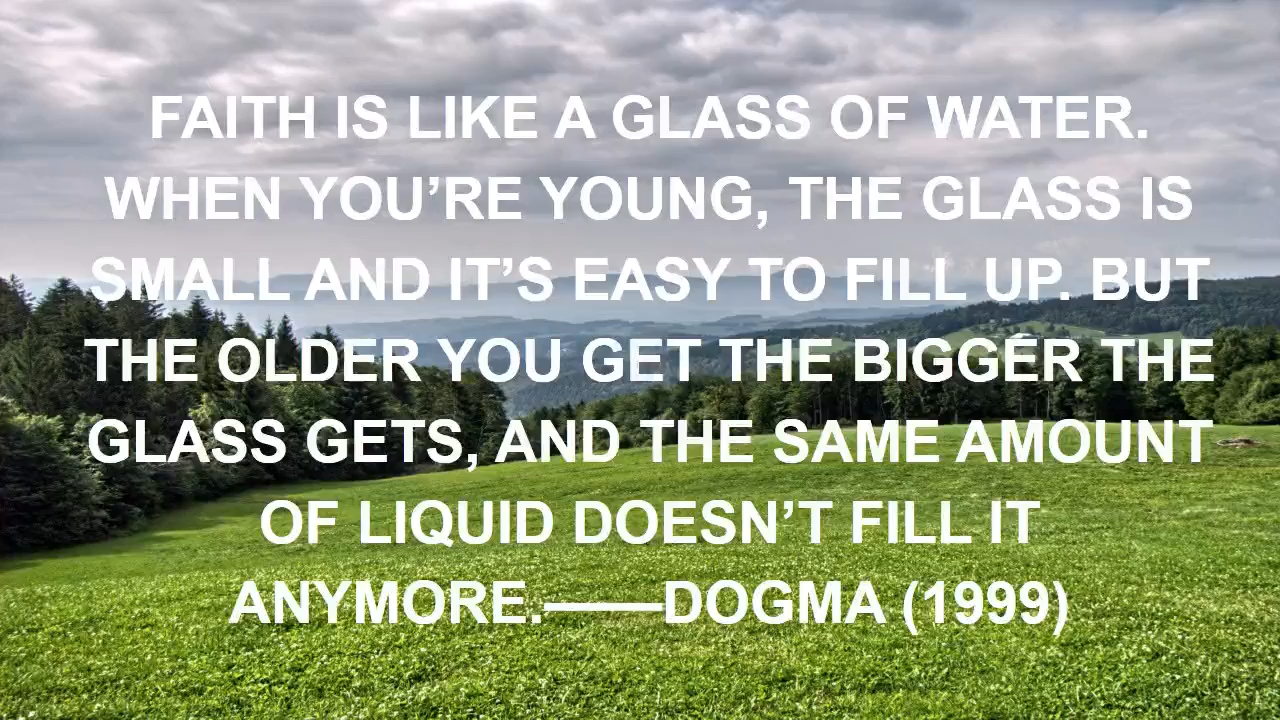 FAITH IS LIKE A GLASS OF WATER.
WHEN YOU’RE YOUNG, THE GLASS IS
SMALL AND IT’S EASY TO FILL UP. BUT
THE OLDER YOU GET THE BIGGER THE
GLASS GETS, AND THE SAME AMOUNT
OF LIQUID DOESN’T FILL IT
ANYMORE.——DOGMA (1999)